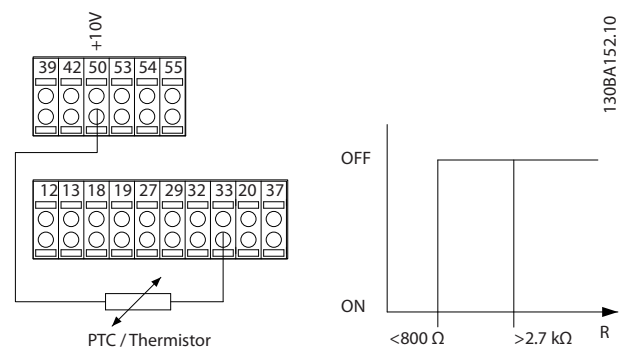 +10V
39 42 50 53 54 55
12 13 18 19 27 29 32 33 20 37
PTC / Thermistor
130BA152.10
OFF
ON
<800 Ω
>2.7 kΩ
R